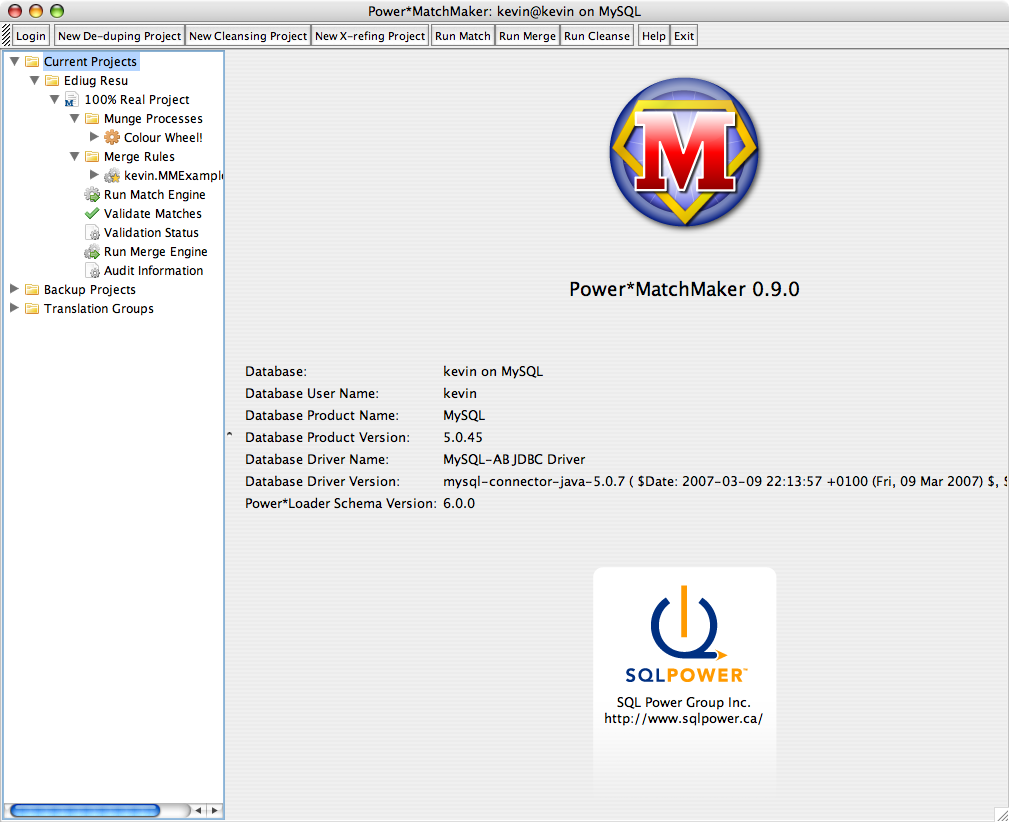 Power*MatchMaker: kevin@kevin on MySQL
Login New De-duping Project New Cleansing Project New X-refing Project Run Match Run Merge Run Cleanse Help Exit
Current Projects
Ediug Resu
100% Real Project
Munge Processes
Colour Wheel!
Merge Rules
kevin.MMExample
Run Match Engine
Validate Matches
Validation Status
Run Merge Engine
Audit Information
Backup Projects
Translation Groups
M
Power*MatchMaker 0.9.0
Database: kevin on MySQL
Database User Name: kevin
Database Product Name: MySQL
Database Product Version: 5.0.45
Database Driver Name: MySQL-AB JDBC Driver
Database Driver Version: mysql-connector-java-5.0.7 ( $Date: 2007-03-09 22:13:57 +0100 (Fri, 09 Mar 2007) $, $
Power*Loader Schema Version: 6.0.0
SQLPOWER™
SQL Power Group Inc.
http://www.sqlpower.ca/